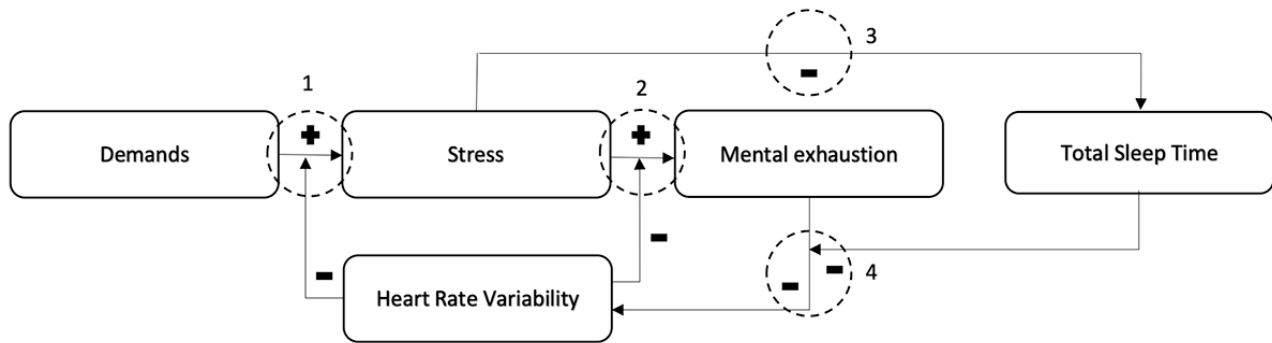 3
1
2
+
+
-
Demands
Stress
Mental exhaustion
Total Sleep Time
-
-
-
-
4
Heart Rate Variability